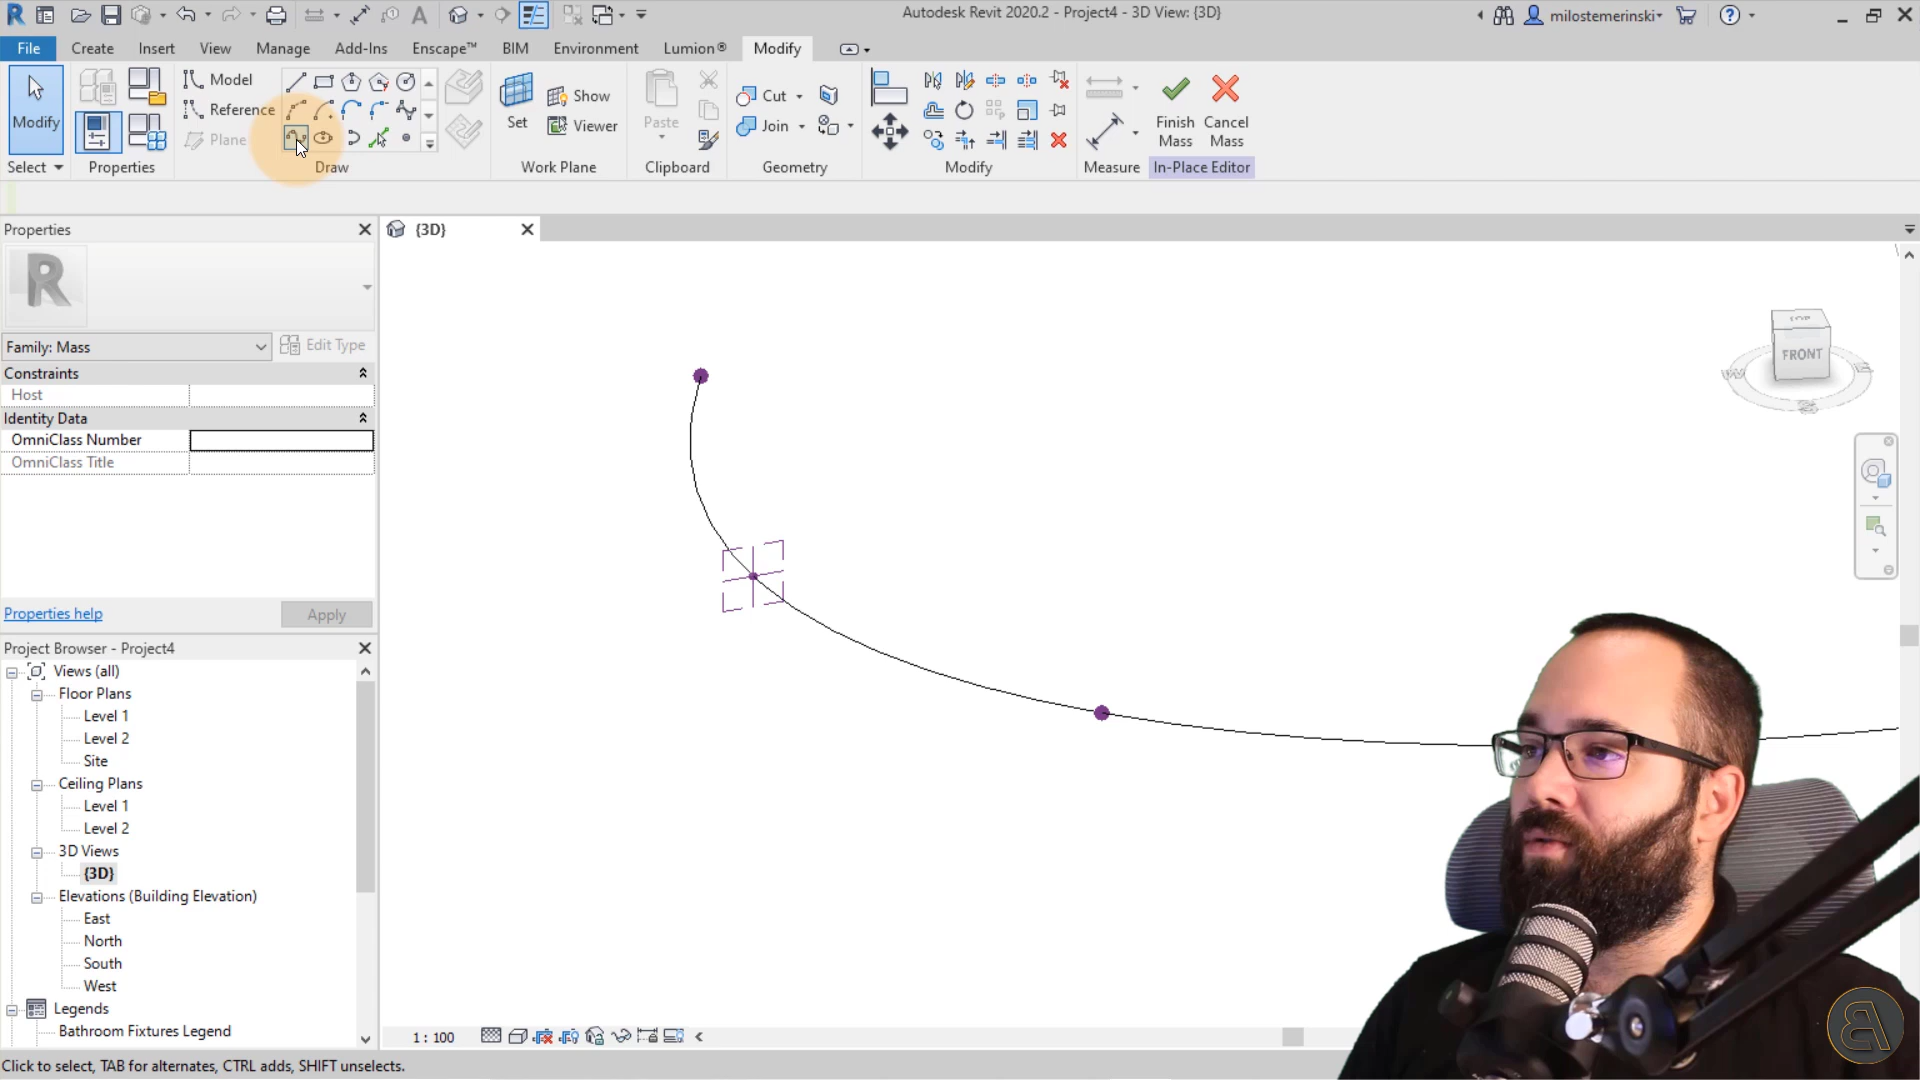 Autodesk Revit 2020.2 - Project4 - 3D View: {3D}
milostemerinski
File
Create
Insert
View
Manage
Add-Ins
Enscape™
BIM
Environment
Lumion®
Modify
Modify
Model
Reference
Plane
Set
Show
Viewer
Paste
Cut
Join
Finish Mass
Cancel Mass
Select
Properties
Draw
Work Plane
Clipboard
Geometry
Modify
Measure
In-Place Editor
Properties
{3D}
R
Family: Mass
Edit Type
Constraints
Host
Identity Data
OmniClass Number
OmniClass Title
Properties help
Apply
TOP
FRONT
Project Browser - Project4
Views (all)
Floor Plans
Level 1
Level 2
Site
Ceiling Plans
Level 1
Level 2
3D Views
{3D}
Elevations (Building Elevation)
East
North
South
West
Legends
Bathroom Fixtures Legend
1 : 100
Click to select, TAB for alternates, CTRL adds, SHIFT unselects.